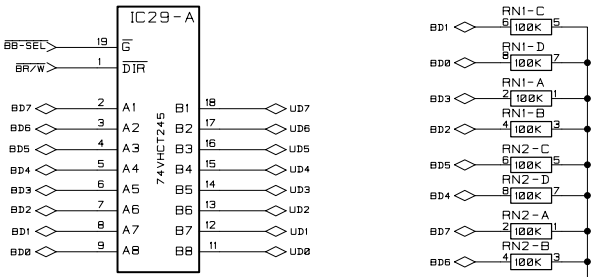 IC29-A
BB-SEL 19 G
BR/W 1 DIR
BD7 2 A1 B1 18 UD7
BD6 3 A2 B2 17 UD6
BD5 4 A3 B3 16 UD5
BD4 5 A4 B4 15 UD4
BD3 6 A5 B5 14 UD3
BD2 7 A6 B6 13 UD2
BD1 8 A7 B7 12 UD1
BD0 9 A8 B8 11 UD0
74VHCT245
RN1-C
BD1 6 100K 5
RN1-D
BD0 8 100K 7
RN1-A
BD3 2 100K 1
RN1-B
BD2 4 100K 3
RN2-C
BD5 6 100K 5
RN2-D
BD4 8 100K 7
RN2-A
BD7 2 100K 1
RN2-B
BD6 4 100K 3